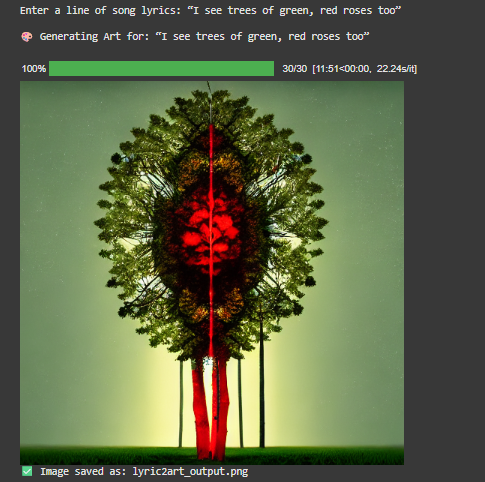 Enter a line of song lyrics: “I see trees of green, red roses too”
🎨 Generating Art for: “I see trees of green, red roses too”
100% 30/30 [11:51<00:00, 22.24s/it]
✅ Image saved as: lyric2art_output.png